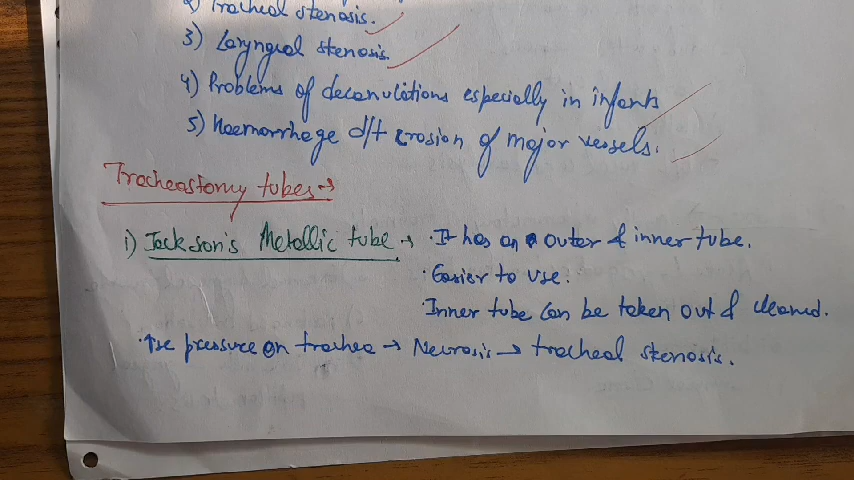 2) Tracheal stenosis.
3) Laryngeal stenosis.
4) Problems of decanulations especially in infants
5) Haemorrhage d/t Erosion of major vessels.
Tracheostomy tubes →
i) Jackson's Metallic tube → · It has an outer & inner tube.
· Easier to use.
· Inner tube can be taken out & cleaned.
· ↑se pressure on trachea → Necrosis → tracheal stenosis.